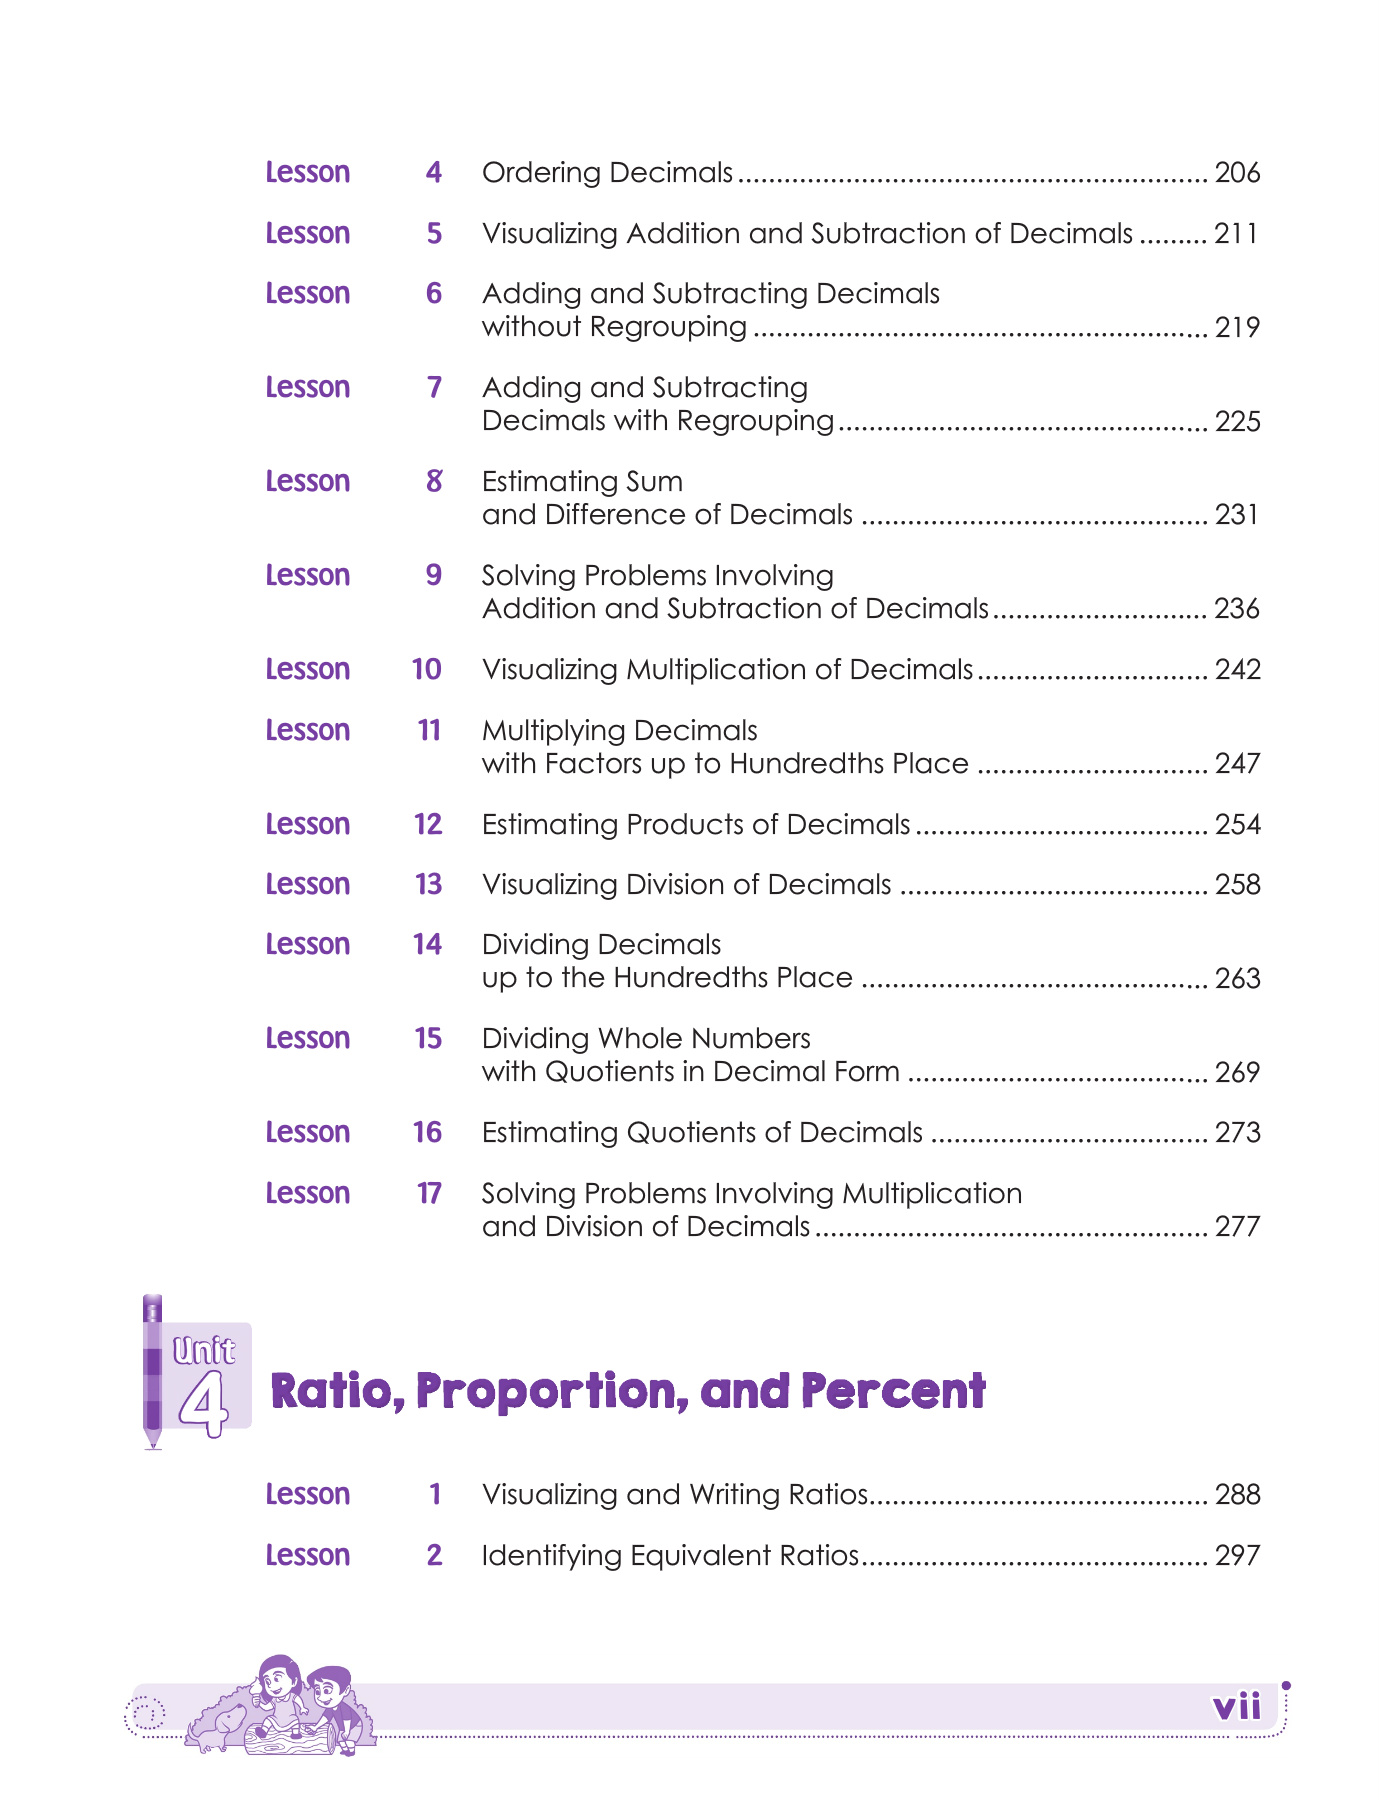 Lesson 4 Ordering Decimals ............................................................. 206
Lesson 5 Visualizing Addition and Subtraction of Decimals ......... 211
Lesson 6 Adding and Subtracting Decimals
without Regrouping ........................................................... 219
Lesson 7 Adding and Subtracting
Decimals with Regrouping ................................................ 225
Lesson 8 Estimating Sum
and Difference of Decimals ............................................. 231
Lesson 9 Solving Problems Involving
Addition and Subtraction of Decimals ............................ 236
Lesson 10 Visualizing Multiplication of Decimals .............................. 242
Lesson 11 Multiplying Decimals
with Factors up to Hundredths Place .............................. 247
Lesson 12 Estimating Products of Decimals ...................................... 254
Lesson 13 Visualizing Division of Decimals ........................................ 258
Lesson 14 Dividing Decimals
up to the Hundredths Place ............................................. 263
Lesson 15 Dividing Whole Numbers
with Quotients in Decimal Form ....................................... 269
Lesson 16 Estimating Quotients of Decimals .................................... 273
Lesson 17 Solving Problems Involving Multiplication
and Division of Decimals ................................................... 277
Unit
4
Ratio, Proportion, and Percent
Lesson 1 Visualizing and Writing Ratios............................................ 288
Lesson 2 Identifying Equivalent Ratios............................................. 297
vii